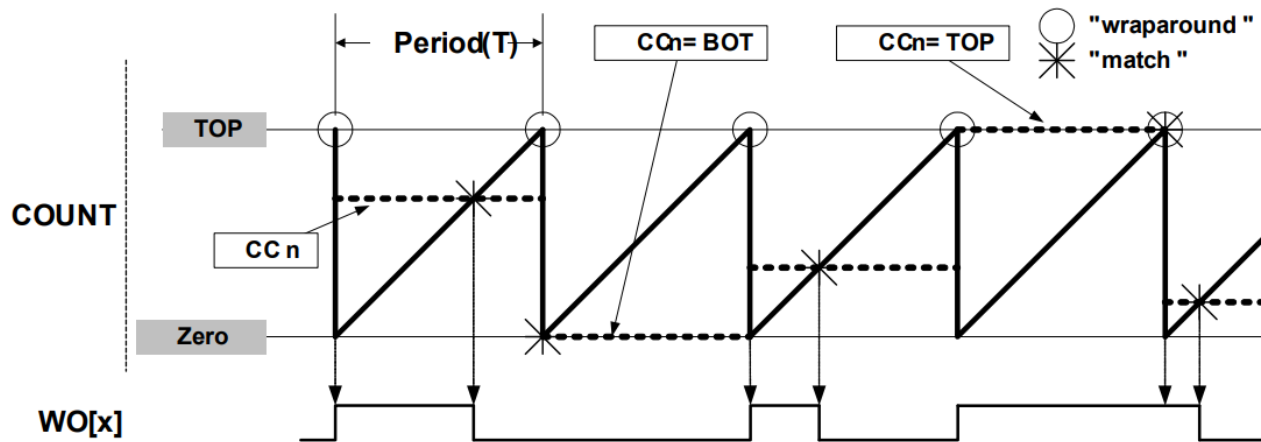 Period(T)
CCn= BOT
CCn= TOP
"wraparound "
"match "
TOP
COUNT
CC n
Zero
WO[x]